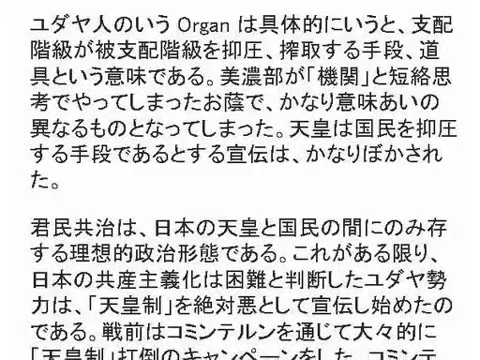 ユダヤ人のいう Organ は具体的にいうと、支配
階級が被支配階級を抑圧、搾取する手段、道
具という意味である。美濃部が「機関」と短絡思
考でやってしまったお蔭で、かなり意味あいの
異なるものとなってしまった。天皇は国民を抑圧
する手段であるとする宣伝は、かなりぼかされ
た。
君民共治は、日本の天皇と国民の間にのみ存
する理想的政治形態である。これがある限り、
日本の共産主義化は困難と判断したユダヤ勢
力は、「天皇制」を絶対悪として宣伝し始めたの
である。戦前はコミンテルンを通じて大々的に
「天皇制」打倒のキャンペーンをした。コミンテ